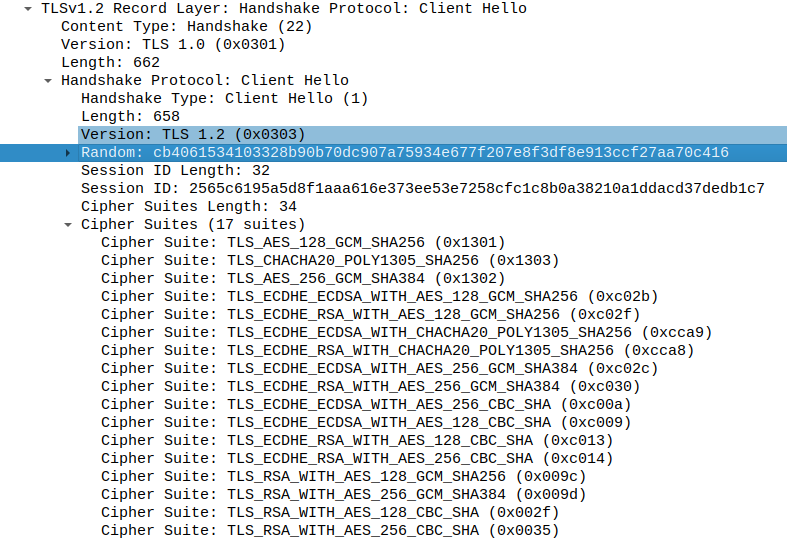 TLSv1.2 Record Layer: Handshake Protocol: Client Hello
Content Type: Handshake (22)
Version: TLS 1.0 (0x0301)
Length: 662
Handshake Protocol: Client Hello
Handshake Type: Client Hello (1)
Length: 658
Version: TLS 1.2 (0x0303)
Random: cb4061534103328b90b70dc907a75934e677f207e8f3df8e913ccf27aa70c416
Session ID Length: 32
Session ID: 2565c6195a5d8f1aaa616e373ee53e7258cfc1c8b0a38210a1ddacd37dedb1c7
Cipher Suites Length: 34
Cipher Suites (17 suites)
Cipher Suite: TLS_AES_128_GCM_SHA256 (0x1301)
Cipher Suite: TLS_CHACHA20_POLY1305_SHA256 (0x1303)
Cipher Suite: TLS_AES_256_GCM_SHA384 (0x1302)
Cipher Suite: TLS_ECDHE_ECDSA_WITH_AES_128_GCM_SHA256 (0xc02b)
Cipher Suite: TLS_ECDHE_RSA_WITH_AES_128_GCM_SHA256 (0xc02f)
Cipher Suite: TLS_ECDHE_ECDSA_WITH_CHACHA20_POLY1305_SHA256 (0xcca9)
Cipher Suite: TLS_ECDHE_RSA_WITH_CHACHA20_POLY1305_SHA256 (0xcca8)
Cipher Suite: TLS_ECDHE_ECDSA_WITH_AES_256_GCM_SHA384 (0xc02c)
Cipher Suite: TLS_ECDHE_RSA_WITH_AES_256_GCM_SHA384 (0xc030)
Cipher Suite: TLS_ECDHE_ECDSA_WITH_AES_256_CBC_SHA (0xc00a)
Cipher Suite: TLS_ECDHE_ECDSA_WITH_AES_128_CBC_SHA (0xc009)
Cipher Suite: TLS_ECDHE_RSA_WITH_AES_128_CBC_SHA (0xc013)
Cipher Suite: TLS_ECDHE_RSA_WITH_AES_256_CBC_SHA (0xc014)
Cipher Suite: TLS_RSA_WITH_AES_128_GCM_SHA256 (0x009c)
Cipher Suite: TLS_RSA_WITH_AES_256_GCM_SHA384 (0x009d)
Cipher Suite: TLS_RSA_WITH_AES_128_CBC_SHA (0x002f)
Cipher Suite: TLS_RSA_WITH_AES_256_CBC_SHA (0x0035)